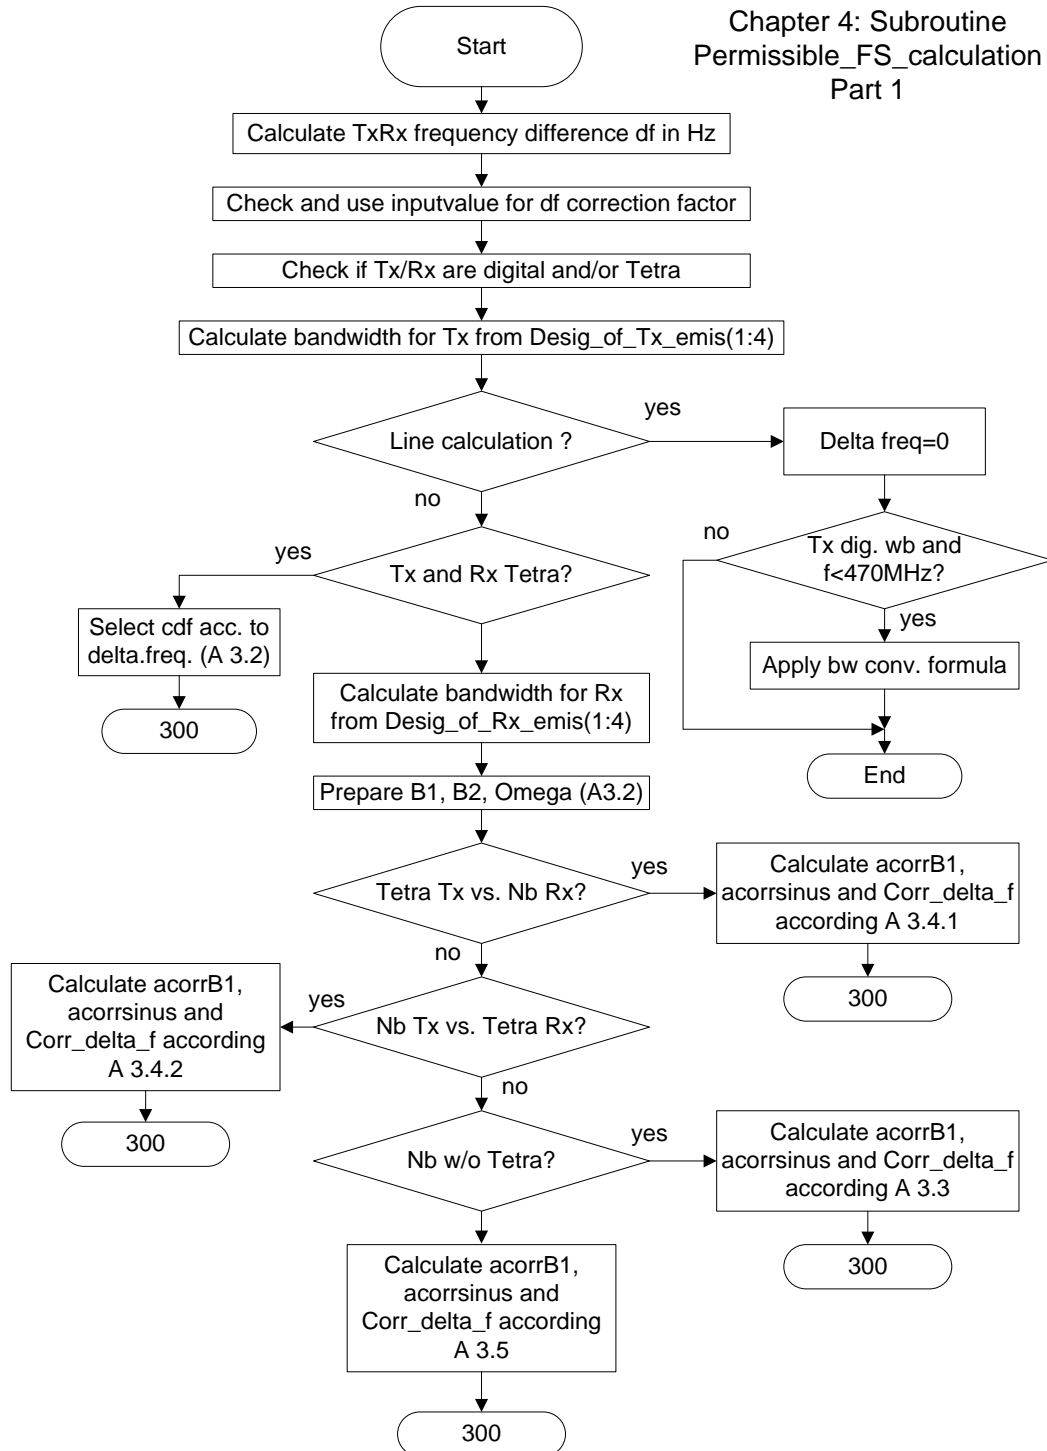 Chapter 4: Subroutine
Permissible_FS_calculation
Part 1
Start
Calculate TxRx frequency difference df in Hz
Check and use inputvalue for df correction factor
Check if Tx/Rx are digital and/or Tetra
Calculate bandwidth for Tx from Desig_of_Tx_emis(1:4)
Line calculation ?
yes
Delta freq=0
no
no
Tx dig. wb and
f<470MHz?
yes
Apply bw conv. formula
End
yes
Tx and Rx Tetra?
Select cdf acc. to
delta.freq. (A 3.2)
300
Calculate bandwidth for Rx
from Desig_of_Rx_emis(1:4)
Prepare B1, B2, Omega (A3.2)
Tetra Tx vs. Nb Rx?
yes
Calculate acorrB1,
acorrsinus and Corr_delta_f
according A 3.4.1
300
no
Nb Tx vs. Tetra Rx?
yes
Calculate acorrB1,
acorrsinus and
Corr_delta_f according
A 3.4.2
300
no
Nb w/o Tetra?
yes
Calculate acorrB1,
acorrsinus and Corr_delta_f
according A 3.3
300
Calculate acorrB1,
acorrsinus and
Corr_delta_f according
A 3.5
300